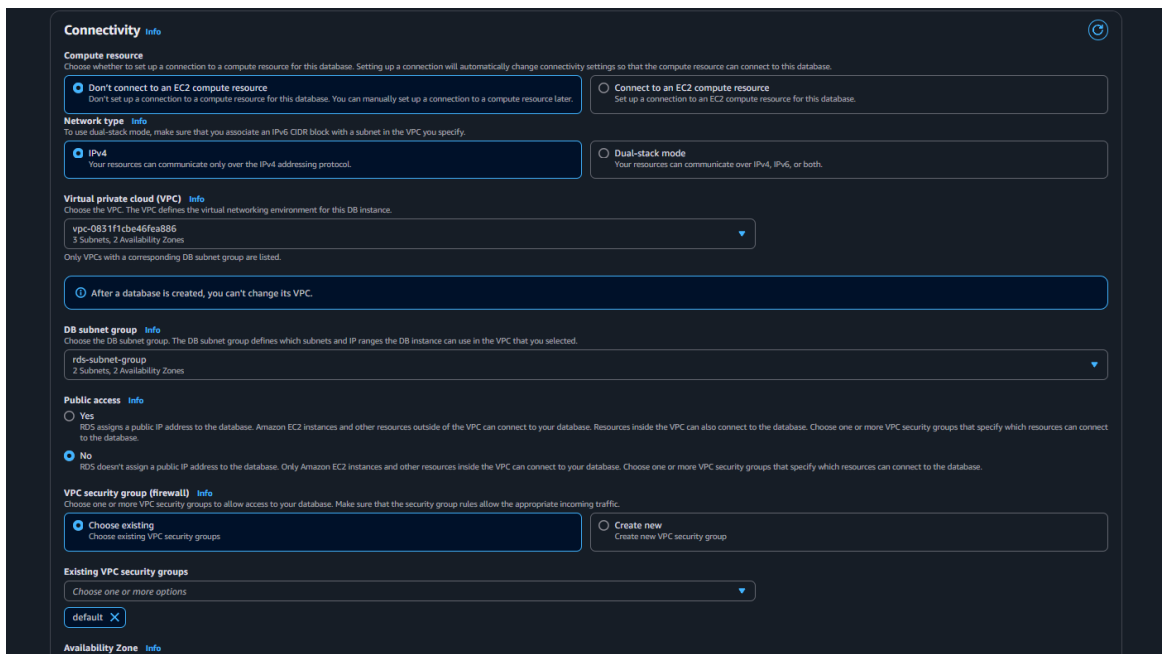 Connectivity Info
Compute resource
Choose whether to set up a connection to a compute resource for this database. Setting up a connection will automatically change connectivity settings so that the compute resource can connect to this database.
Don't connect to an EC2 compute resource
Don't set up a connection to a compute resource for this database. You can manually set up a connection to a compute resource later.
Connect to an EC2 compute resource
Set up a connection to an EC2 compute resource for this database.
Network type Info
To use dual-stack mode, make sure that you associate an IPv6 CIDR block with a subnet in the VPC you specify.
IPv4
Your resources can communicate only over the IPv4 addressing protocol.
Dual-stack mode
Your resources can communicate over IPv4, IPv6, or both.
Virtual private cloud (VPC) Info
Choose the VPC. The VPC defines the virtual networking environment for this DB instance.
vpc-0831f1cbe46fea886
3 Subnets, 2 Availability Zones
Only VPCs with a corresponding DB subnet group are listed.
After a database is created, you can't change its VPC.
DB subnet group Info
Choose the DB subnet group. The DB subnet group defines which subnets and IP ranges the DB instance can use in the VPC that you selected.
rds-subnet-group
2 Subnets, 2 Availability Zones
Public access Info
Yes
RDS assigns a public IP address to the database. Amazon EC2 instances and other resources outside of the VPC can connect to your database. Resources inside the VPC can also connect to the database. Choose one or more VPC security groups that specify which resources can connect
to the database.
No
RDS doesn't assign a public IP address to the database. Only Amazon EC2 instances and other resources inside the VPC can connect to your database. Choose one or more VPC security groups that specify which resources can connect to the database.
VPC security group (firewall) Info
Choose one or more VPC security groups to allow access to your database. Make sure that the security group rules allow the appropriate incoming traffic.
Choose existing
Choose existing VPC security groups
Create new
Create new VPC security group
Existing VPC security groups
Choose one or more options
default
Availability Zone Info